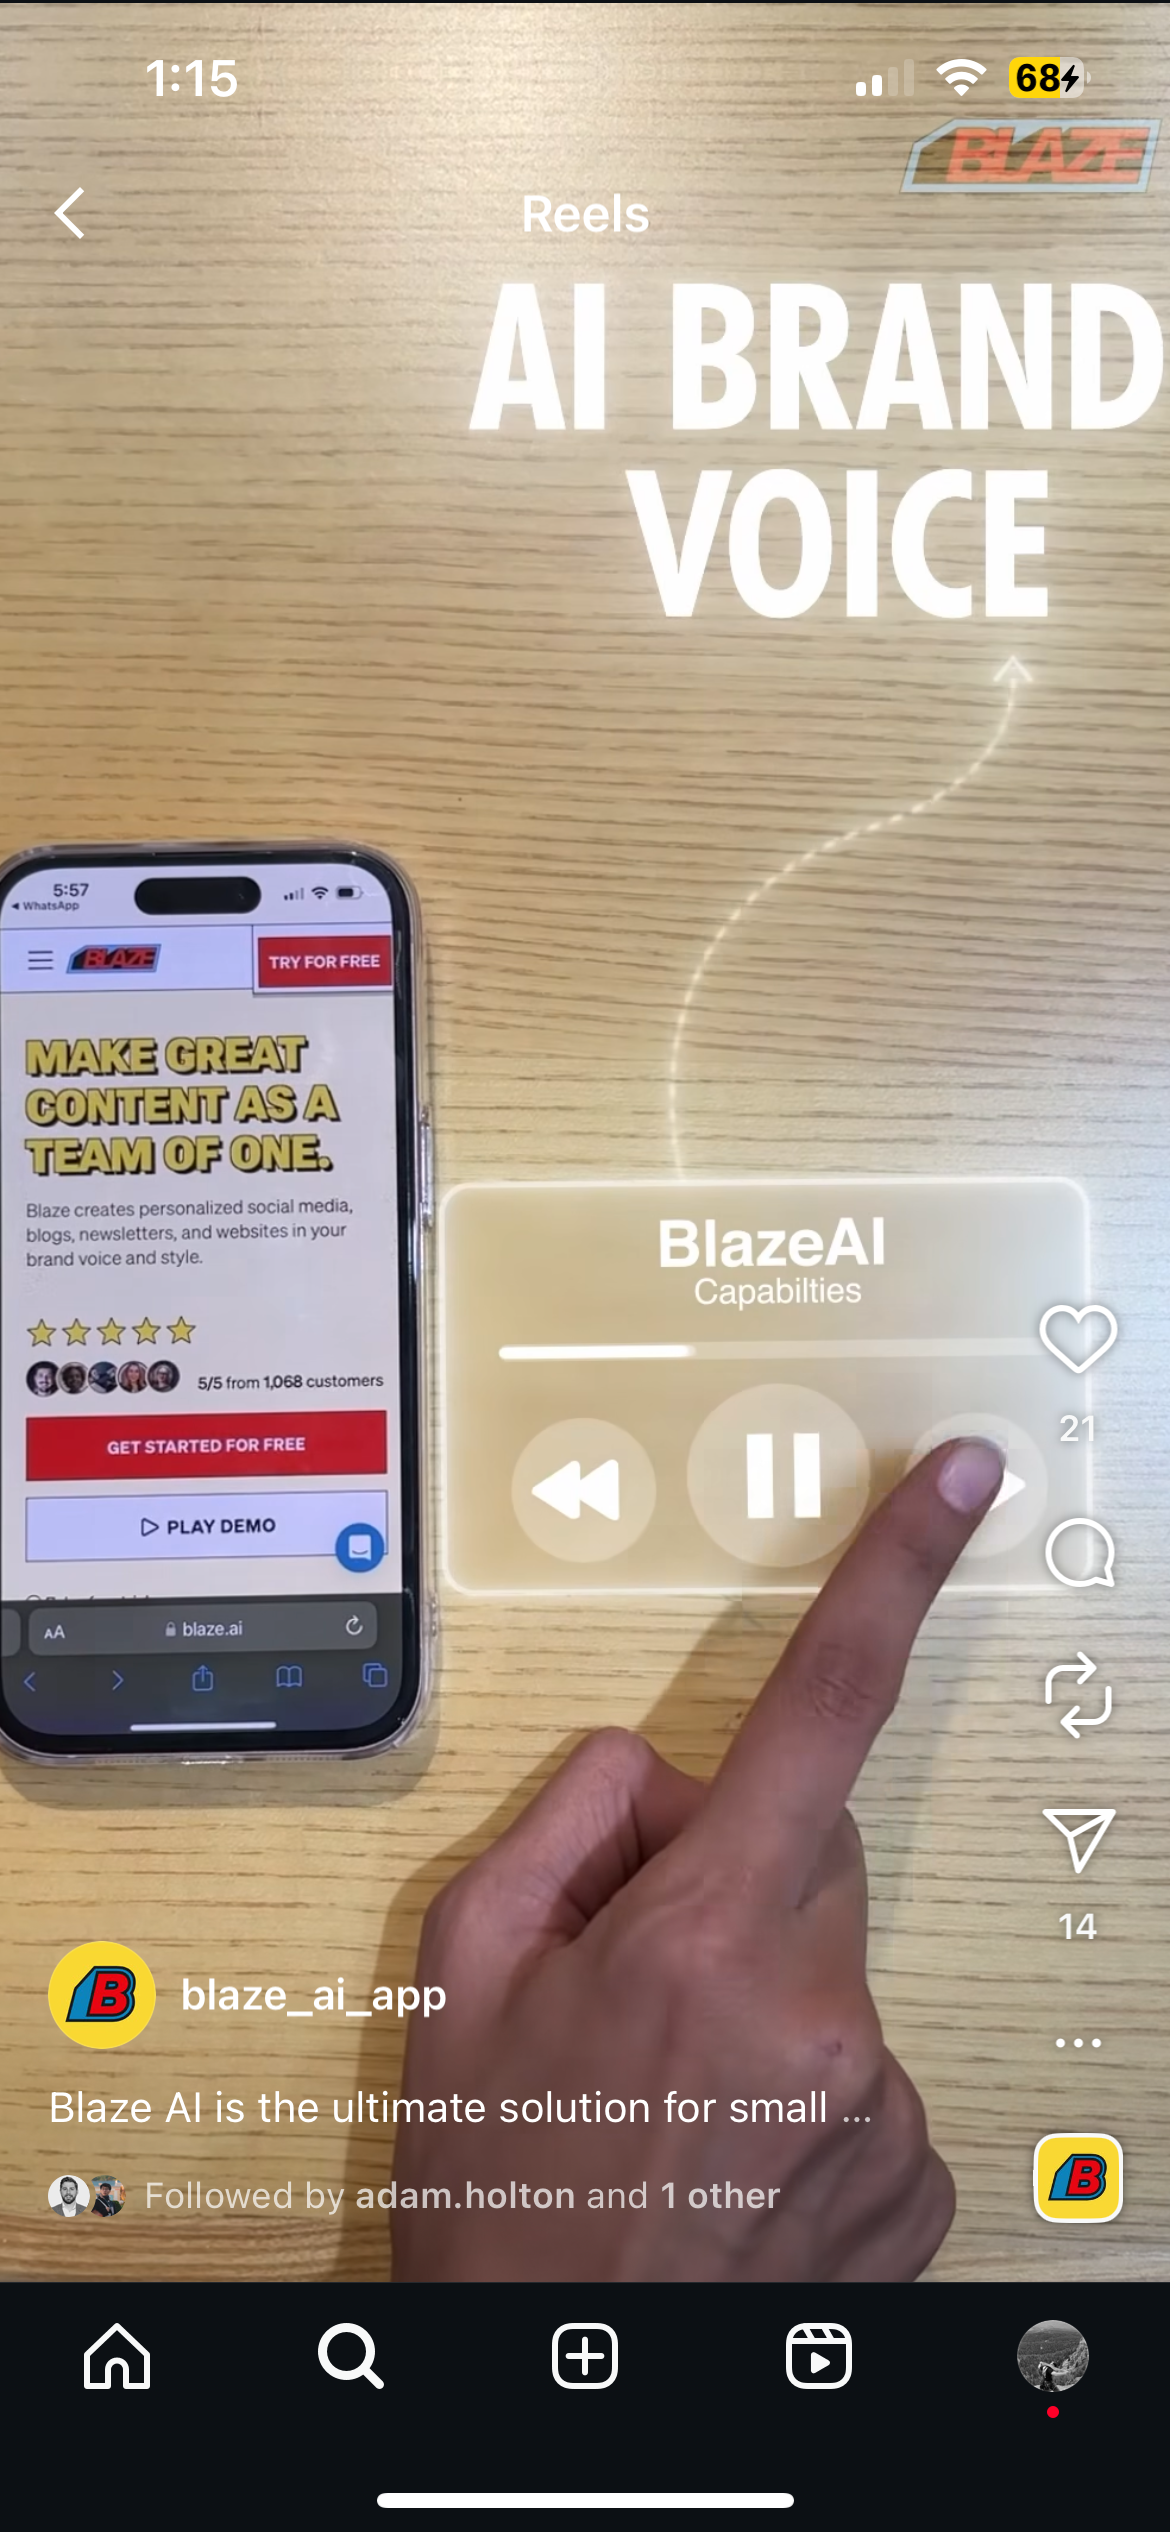 1:15
68
BLAZE
Reels
AI BRAND
VOICE
5:57
WhatsApp
BLAZE
TRY FOR FREE
MAKE GREAT
CONTENT AS A
TEAM OF ONE.
Blaze creates personalized social media,
blogs, newsletters, and websites in your
brand voice and style.
5/5 from 1,068 customers
GET STARTED FOR FREE
PLAY DEMO
AA
blaze.ai
BlazeAI
Capabilties
21
14
B
blaze_ai_app
Blaze AI is the ultimate solution for small ...
B
Followed by adam.holton and 1 other